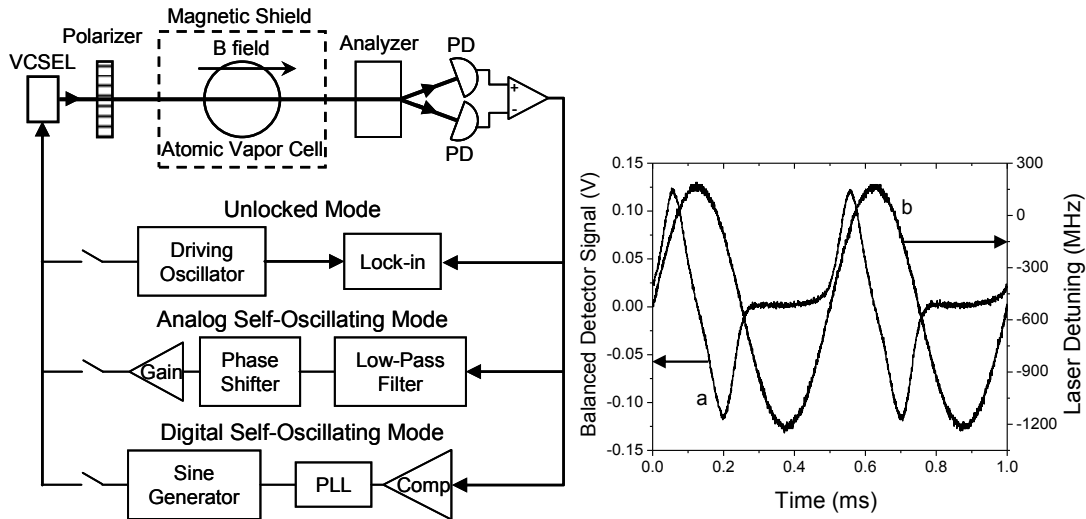 Magnetic Shield
Polarizer
B field
Analyzer
PD
VCSEL
+
-
Atomic Vapor Cell
PD
Unlocked Mode
Driving
Oscillator
Lock-in
Analog Self-Oscillating Mode
Gain
Phase
Shifter
Low-Pass
Filter
Digital Self-Oscillating Mode
Sine
Generator
PLL
Comp
Balanced Detector Signal (V)
0.15
0.10
0.05
0.00
-0.05
-0.10
-0.15
a
b
300
0
-300
-600
-900
-1200
Laser Detuning (MHz)
0.0 0.2 0.4 0.6 0.8 1.0
Time (ms)